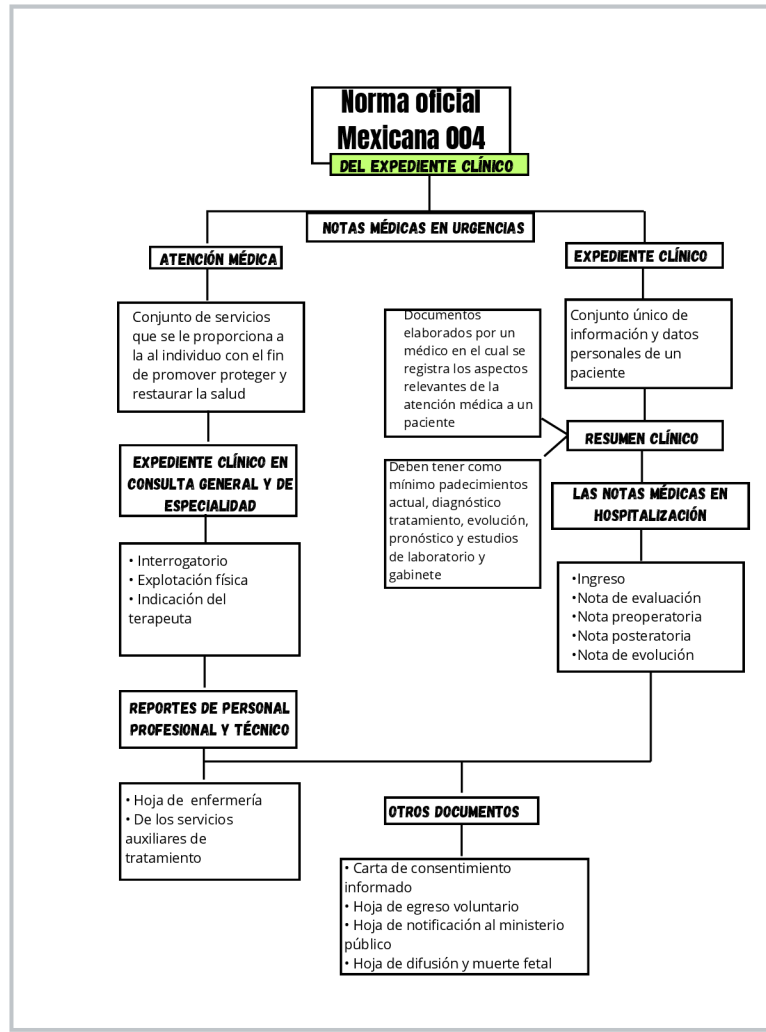 Norma oficial
Mexicana 004
DEL EXPEDIENTE CLÍNICO
NOTAS MÉDICAS EN URGENCIAS
ATENCIÓN MÉDICA
Conjunto de servicios
que se le proporciona a
la al individuo con el fin
de promover proteger y
restaurar la salud
EXPEDIENTE CLÍNICO EN
CONSULTA GENERAL Y DE
ESPECIALIDAD
• Interrogatorio
• Explotación física
• Indicación del
terapeuta
REPORTES DE PERSONAL
PROFESIONAL Y TÉCNICO
• Hoja de enfermería
• De los servicios
auxiliares de
tratamiento
EXPEDIENTE CLÍNICO
Conjunto único de
información y datos
personales de un
paciente
RESUMEN CLÍNICO
Documentos
elaborados por un
médico en el cual se
registra los aspectos
relevantes de la
atención médica a un
paciente
Deben tener como
mínimo padecimientos
actual, diagnóstico
tratamiento, evolución,
pronóstico y estudios
de laboratorio y
gabinete
LAS NOTAS MÉDICAS EN
HOSPITALIZACIÓN
•Ingreso
•Nota de evaluación
•Nota preoperatoria
•Nota posteratoria
•Nota de evolución
OTROS DOCUMENTOS
• Carta de consentimiento
informado
• Hoja de egreso voluntario
• Hoja de notificación al ministerio
público
• Hoja de difusión y muerte fetal